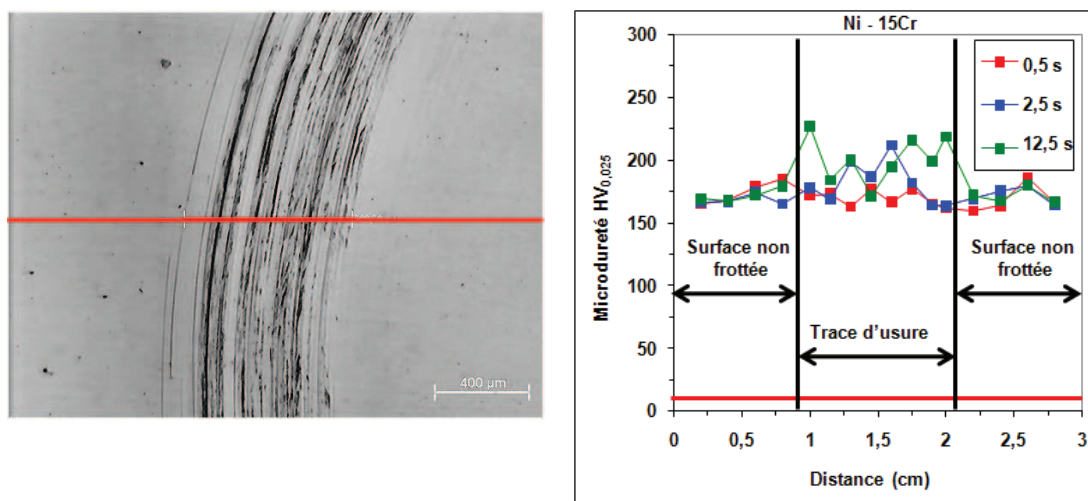 400 µm
Ni - 15Cr
300
250
200
150
100
50
0
Microdureté HV0,025
0,5 s
2,5 s
12,5 s
Surface non
frottée
Surface non
frottée
Trace d'usure
0 0,5 1 1,5 2 2,5 3
Distance (cm)